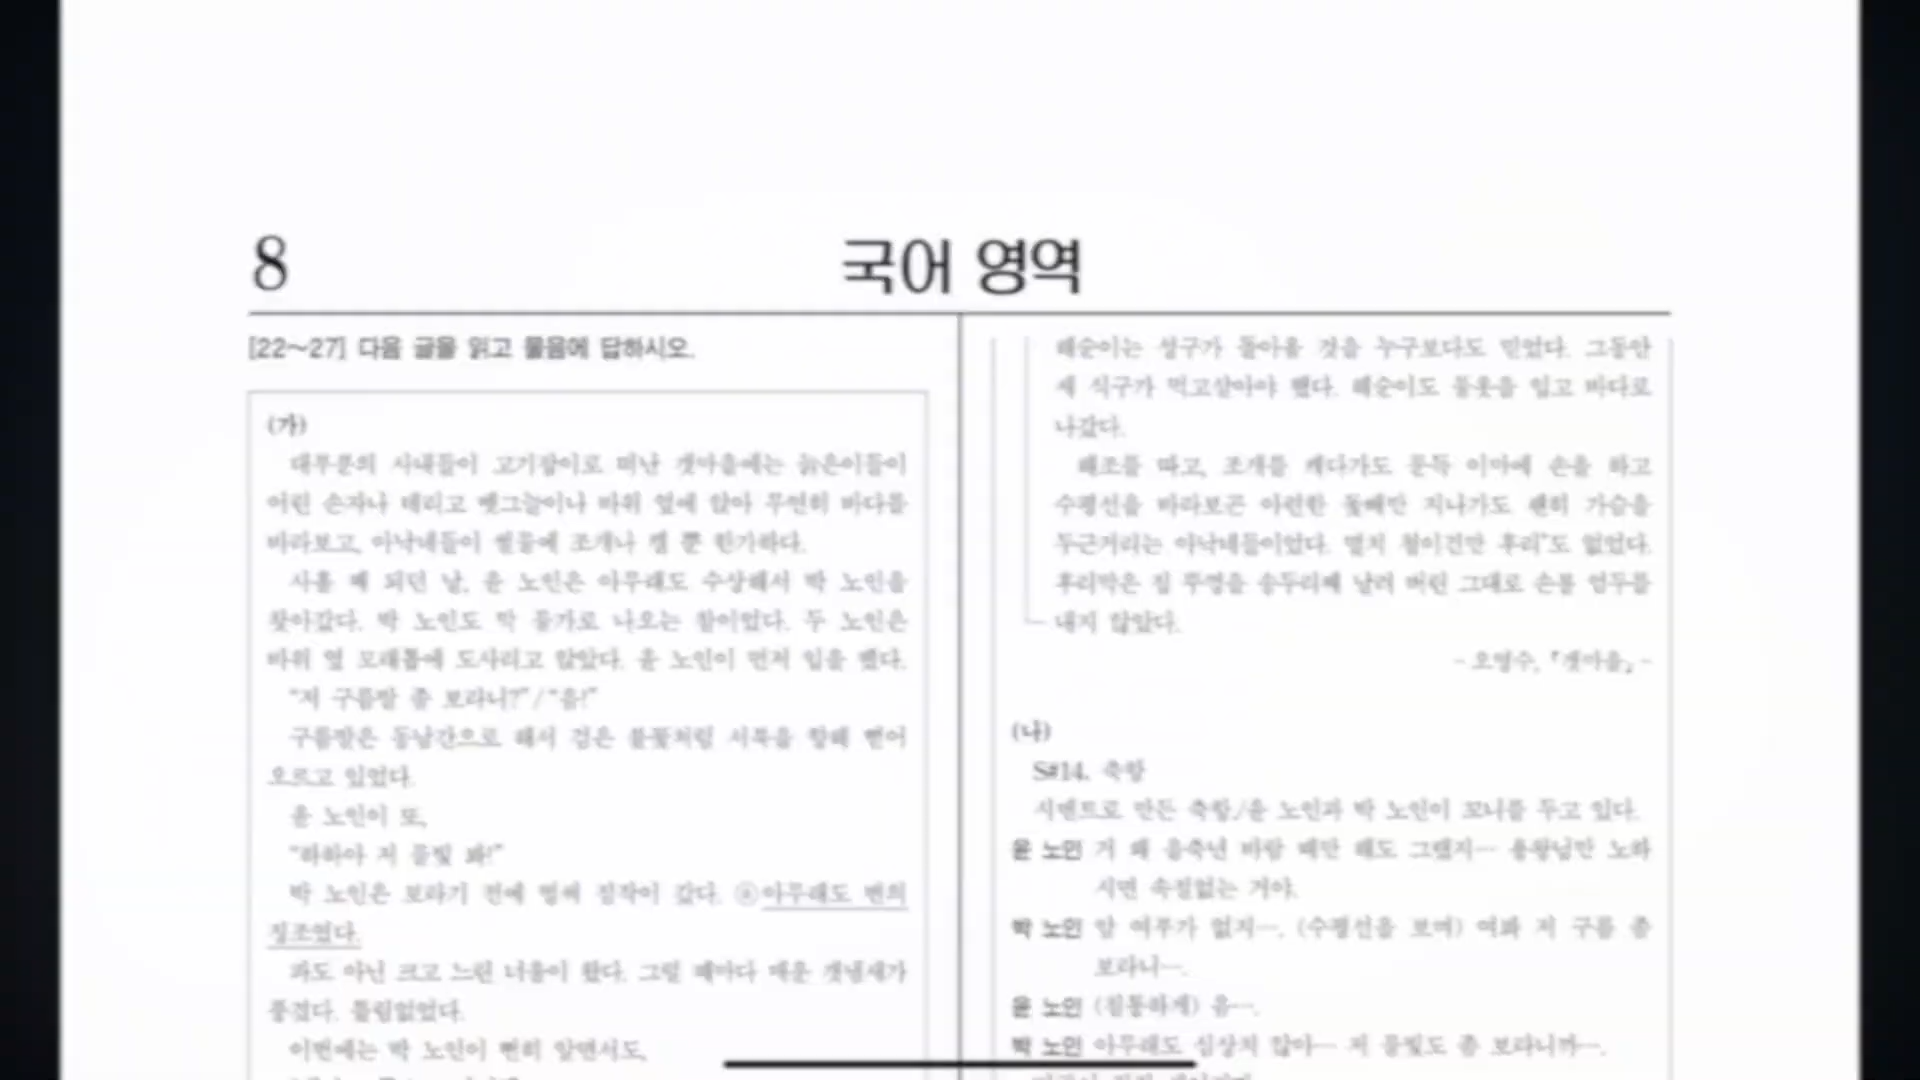 8
국어 영역
[22~27] 다음 글을 읽고 물음에 답하시오.
(가)
대부분의 사내들이 고기잡이로 떠난 갯마을에는 늙은이들이
어린 손자나 데리고 뱃그늘이나 바위 옆에 앉아 무연히 바다를
바라보고, 아낙네들이 썰물에 조개나 캘 뿐 한가하다.
사흘 째 되던 날, 윤 노인은 아무래도 수상해서 박 노인을
찾아갔다. 박 노인도 막 물가로 나오는 참이었다. 두 노인은
바위 옆 모래톱에 도사리고 앉았다. 윤 노인이 먼저 입을 뗐다.
“저 구름발 좀 보라니?” / “음!”
구름발은 동남간으로 해서 검은 불꽃처럼 서북을 향해 뻗어
오르고 있었다.
윤 노인이 또,
“하하아 저 물빛 봐!”
박 노인은 보라기 전에 벌써 짐작이 갔다. ⓐ아무래도 변의
징조였다.
파도 아닌 크고 느린 너울이 왔다. 그럴 때마다 매운 갯냄새가
풍겼다. 틀림없었다.
이번에는 박 노인이 뻔히 알면서도,
해순이는 성구가 돌아올 것을 누구보다도 믿었다. 그동안
세 식구가 먹고살아야 했다. 해순이도 물옷을 입고 바다로
나갔다.
해조를 따고, 조개를 캐다가도 문득 이마에 손을 하고
수평선을 바라보곤 아련한 돛배만 지나가도 괜히 가슴을
두근거리는 아낙네들이었다. 멸치 철이건만 후리*도 없었다.
후리막은 집 뚜껑을 송두리째 날려 버린 그대로 손볼 엄두를
내지 않았다.
- 오영수, 「갯마을」 -
(나)
S#14. 축항
시멘트로 만든 축항./윤 노인과 박 노인이 꼬니를 두고 있다.
윤 노인 거 왜 을축년 바람 때만 해도 그랬지… 용왕님만 노하
시면 속절없는 거야.
박 노인 암 여부가 없지…. (수평선을 보며) 여봐 저 구름 좀
보라니….
윤 노인 (침통하게) 음….
박 노인 아무래도 심상치 않아… 저 물빛도 좀 보라니까….